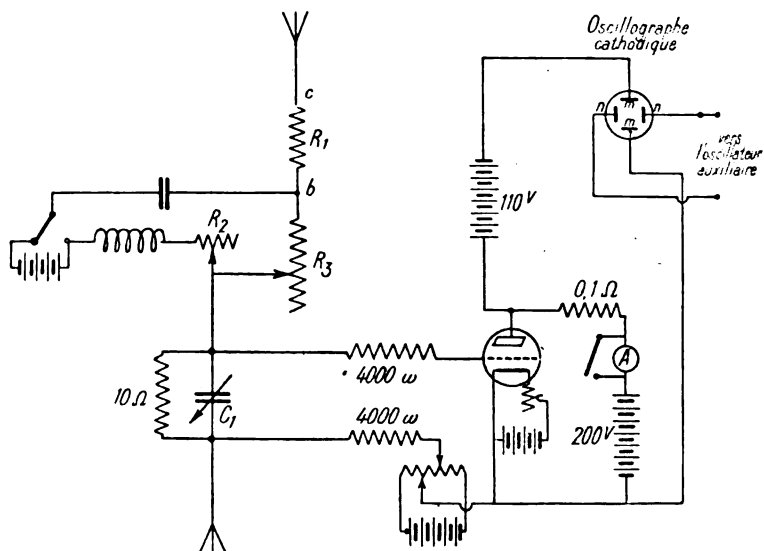 Oscillographe
cathodique
c
R1
n
m
n
m
vers
l'oscillateur
auxiliaire
b
110V
R2
R3
0,1 Ω
4000 ω
A
10 Ω
C1
4000 ω
200V